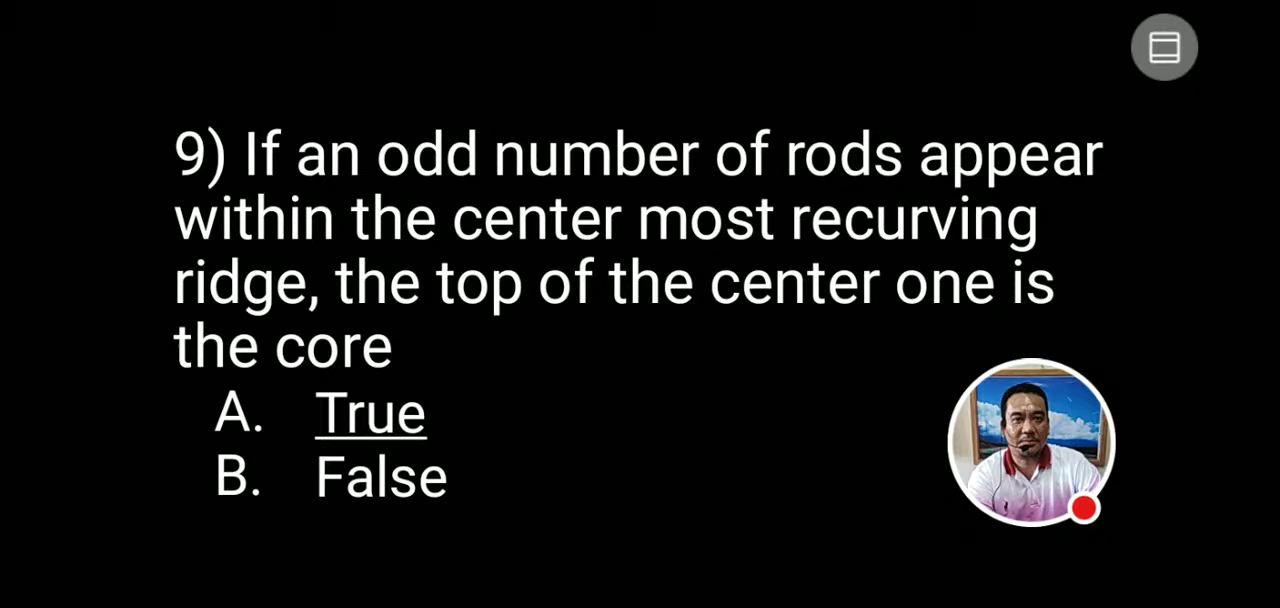 9) If an odd number of rods appear
within the center most recurving
ridge, the top of the center one is
the core
A. True
B. False